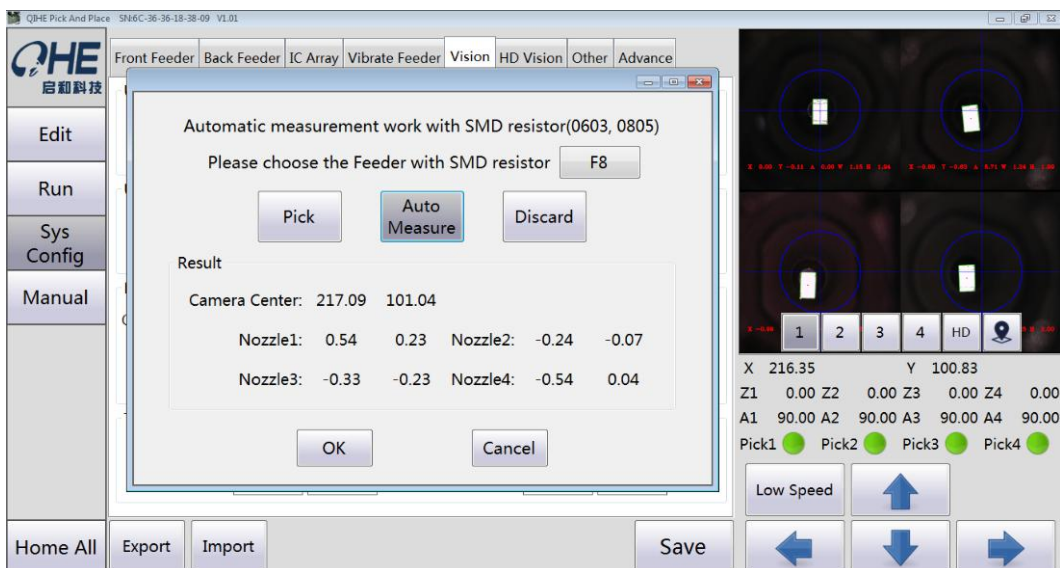 QIHE Pick And Place SN:6C-36-36-18-38-09 V1.01
QHE
启和科技
Edit
Run
Sys
Config
Manual
Home All
Front Feeder Back Feeder IC Array Vibrate Feeder Vision HD Vision Other Advance
Automatic measurement work with SMD resistor(0603, 0805)
Please choose the Feeder with SMD resistor F8
Pick
Auto
Measure
Discard
Result
Camera Center: 217.09 101.04
Nozzle1: 0.54 0.23 Nozzle2: -0.24 -0.07
Nozzle3: -0.33 -0.23 Nozzle4: -0.54 0.04
OK Cancel
Export Import Save
1 2 3 4 HD
X 216.35 Y 100.83
Z1 0.00 Z2 0.00 Z3 0.00 Z4 0.00
A1 90.00 A2 90.00 A3 90.00 A4 90.00
Pick1 Pick2 Pick3 Pick4
Low Speed